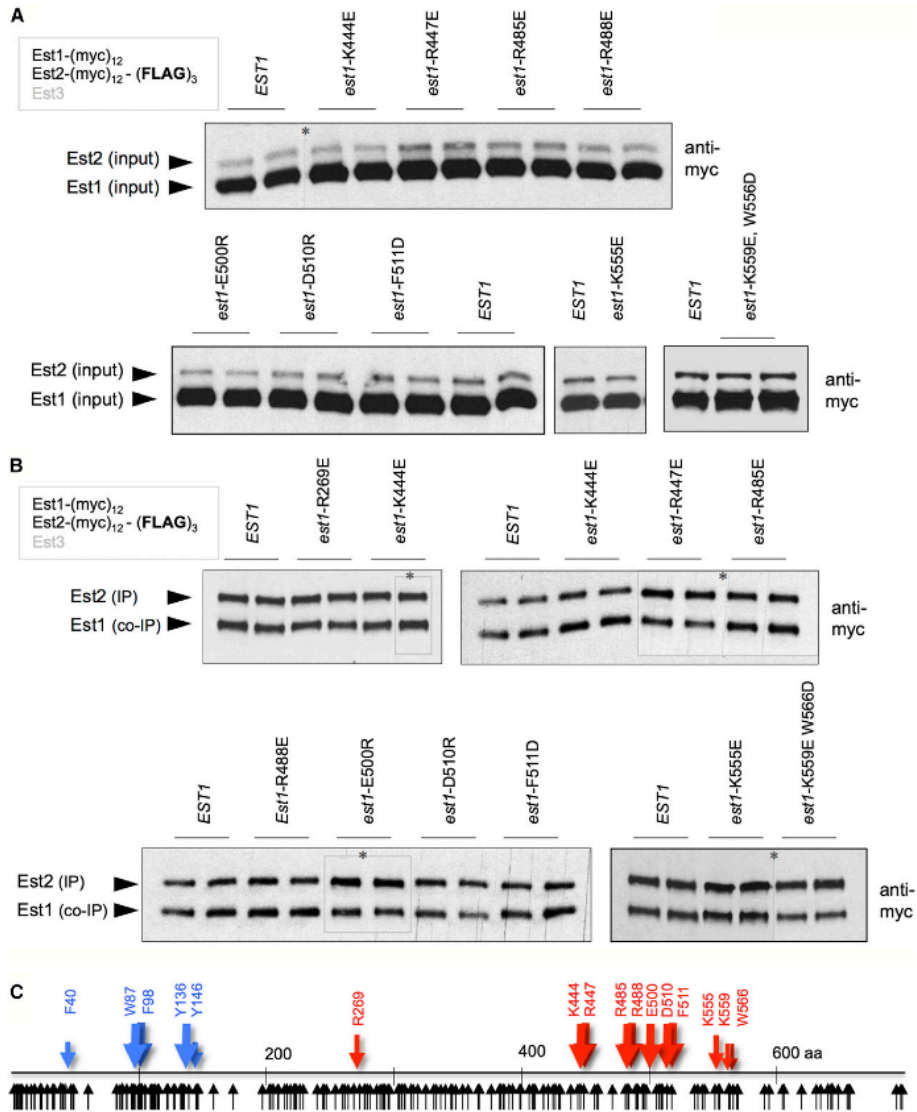 A
Est1-(myc)12
Est2-(myc)12 - (FLAG)3
Est3
EST1
est1-K444E
est1-R447E
est1-R485E
est1-R488E
*
Est2 (input)
Est1 (input)
anti-
myc
est1-E500R
est1-D510R
est1-F511D
EST1
EST1
est1-K555E
EST1
est1-K559E, W556D
Est2 (input)
Est1 (input)
anti-
myc
B
Est1-(myc)12
Est2-(myc)12 - (FLAG)3
Est3
EST1
est1-R269E
est1-K444E
EST1
est1-K444E
est1-R447E
est1-R485E
*
*
Est2 (IP)
Est1 (co-IP)
anti-
myc
EST1
Est1-R488E
est1-E500R
est1-D510R
est1-F511D
EST1
est1-K555E
est1-K559E W566D
*
*
Est2 (IP)
Est1 (co-IP)
anti-
myc
C
F40
W87
F98
Y136
Y146
R269
K444
R447
R485
R488
E500
D510
F511
K555
K559
W566
200
400
600 aa